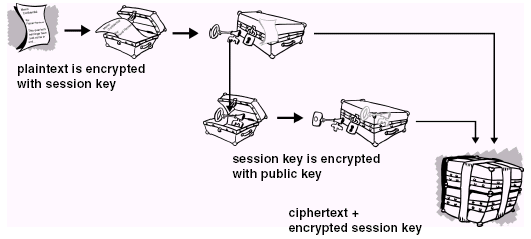 plaintext is encrypted
with session key
session key is encrypted
with public key
ciphertext +
encrypted session key